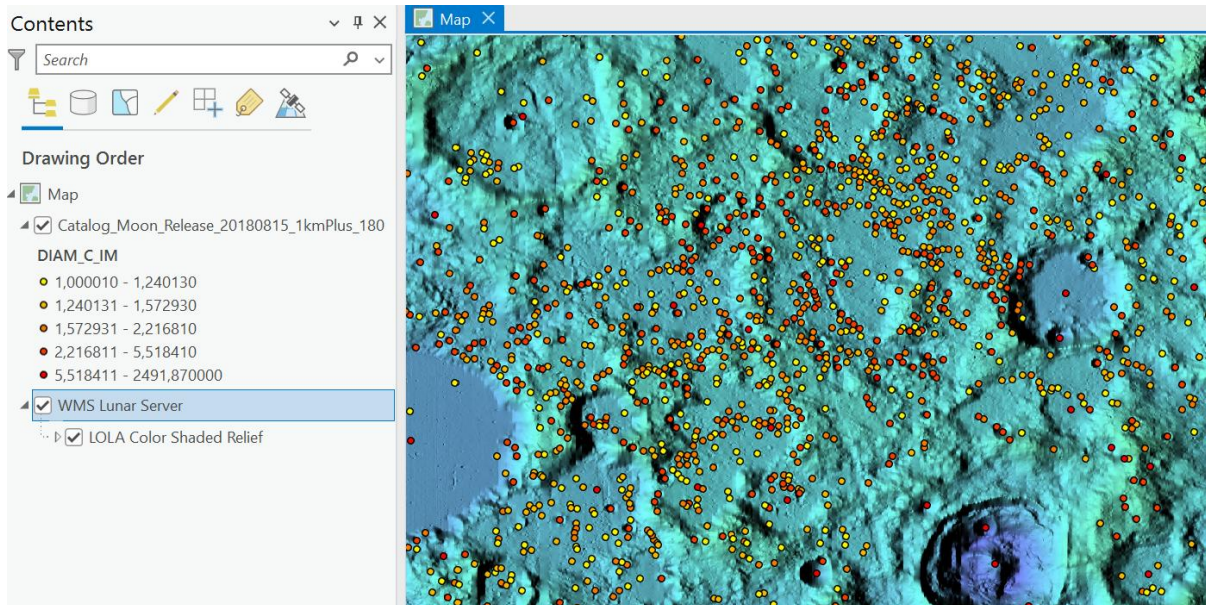 Contents
Map
Search
Drawing Order
Map
Catalog_Moon_Release_20180815_1kmPlus_180
DIAM_C_IM
1,000010 - 1,240130
1,240131 - 1,572930
1,572931 - 2,216810
2,216811 - 5,518410
5,518411 - 2491,870000
WMS Lunar Server
LOLA Color Shaded Relief